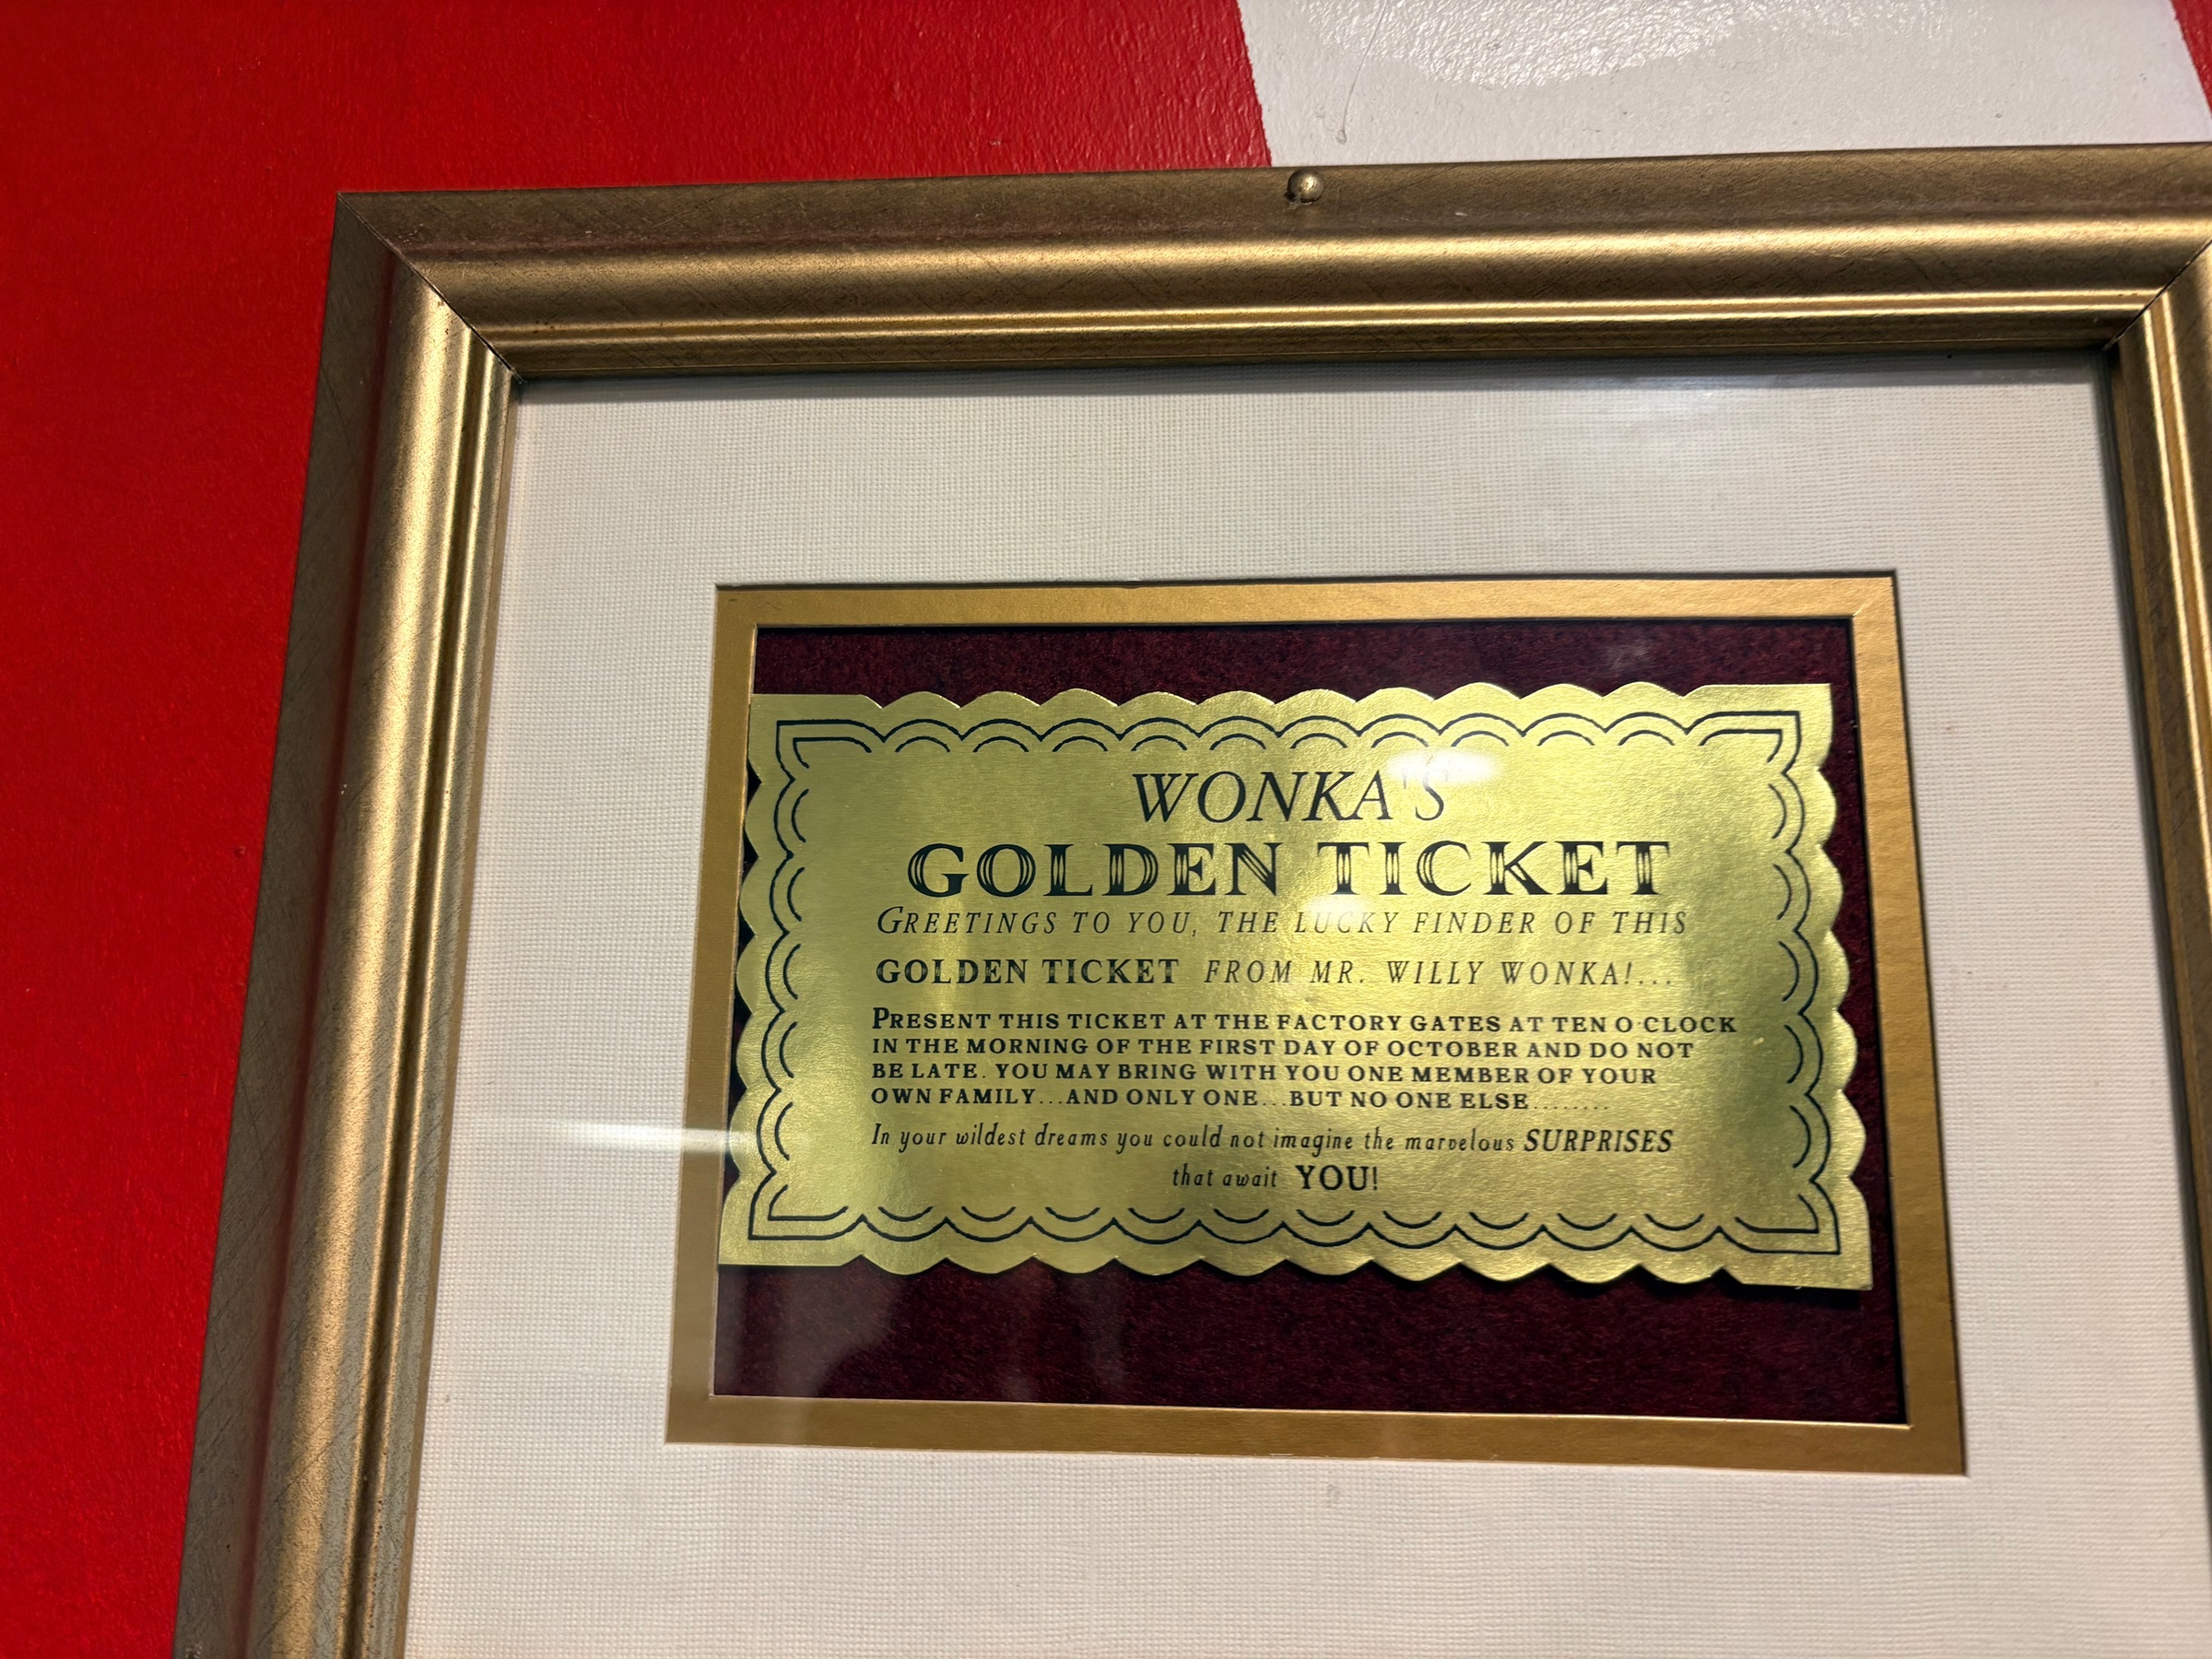 WONKA'S
GOLDEN TICKET
GREETINGS TO YOU, THE LUCKY FINDER OF THIS
GOLDEN TICKET FROM MR. WILLY WONKA!...
PRESENT THIS TICKET AT THE FACTORY GATES AT TEN O'CLOCK
IN THE MORNING OF THE FIRST DAY OF OCTOBER AND DO NOT
BE LATE. YOU MAY BRING WITH YOU ONE MEMBER OF YOUR
OWN FAMILY...AND ONLY ONE...BUT NO ONE ELSE........
In your wildest dreams you could not imagine the marvelous SURPRISES
that await YOU!